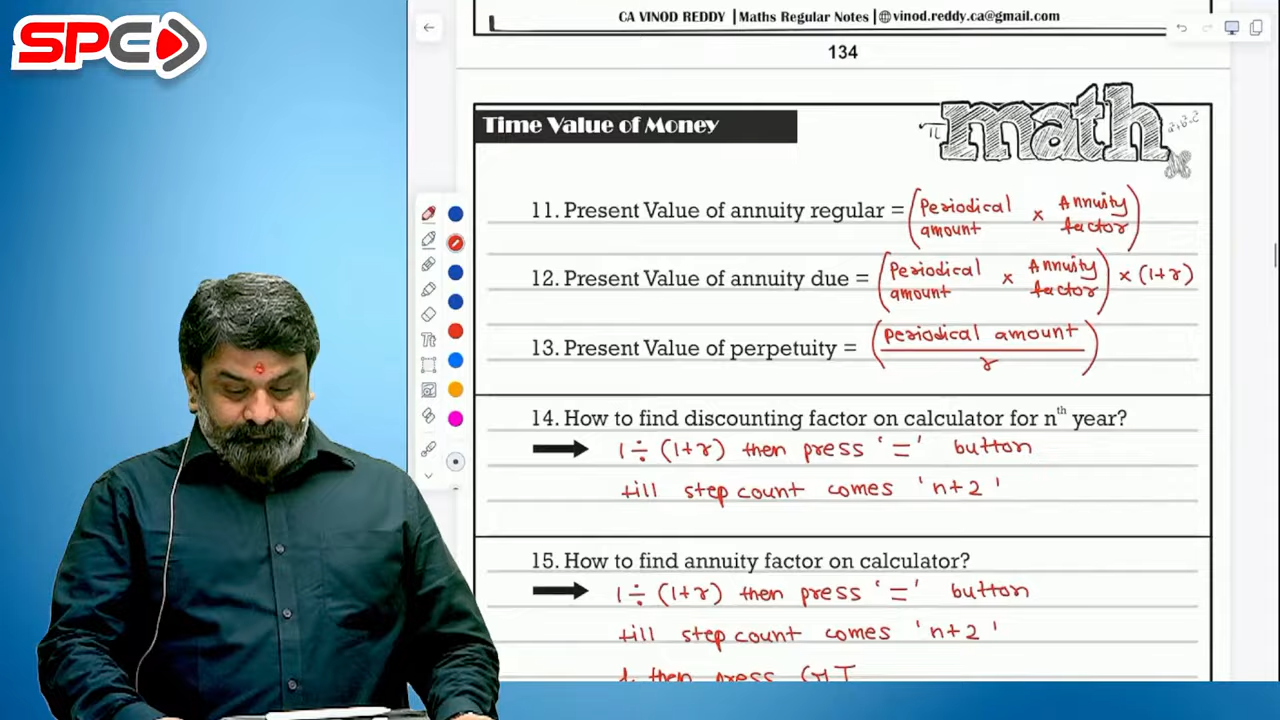 SPC
CA VINOD REDDY | Maths Regular Notes | vinod.reddy.ca@gmail.com
134
Time Value of Money
math
π
11. Present Value of annuity regular = (Periodical amount × Annuity factor)
12. Present Value of annuity due = (Periodical amount × Annuity factor) × (1+r)
13. Present Value of perpetuity = (Periodical amount / r)
14. How to find discounting factor on calculator for nth year?
1 ÷ (1+r) then press '=' button
till step count comes 'n+2'
15. How to find annuity factor on calculator?
1 ÷ (1+r) then press '=' button
till step count comes 'n+2'
& then press GT
Tt